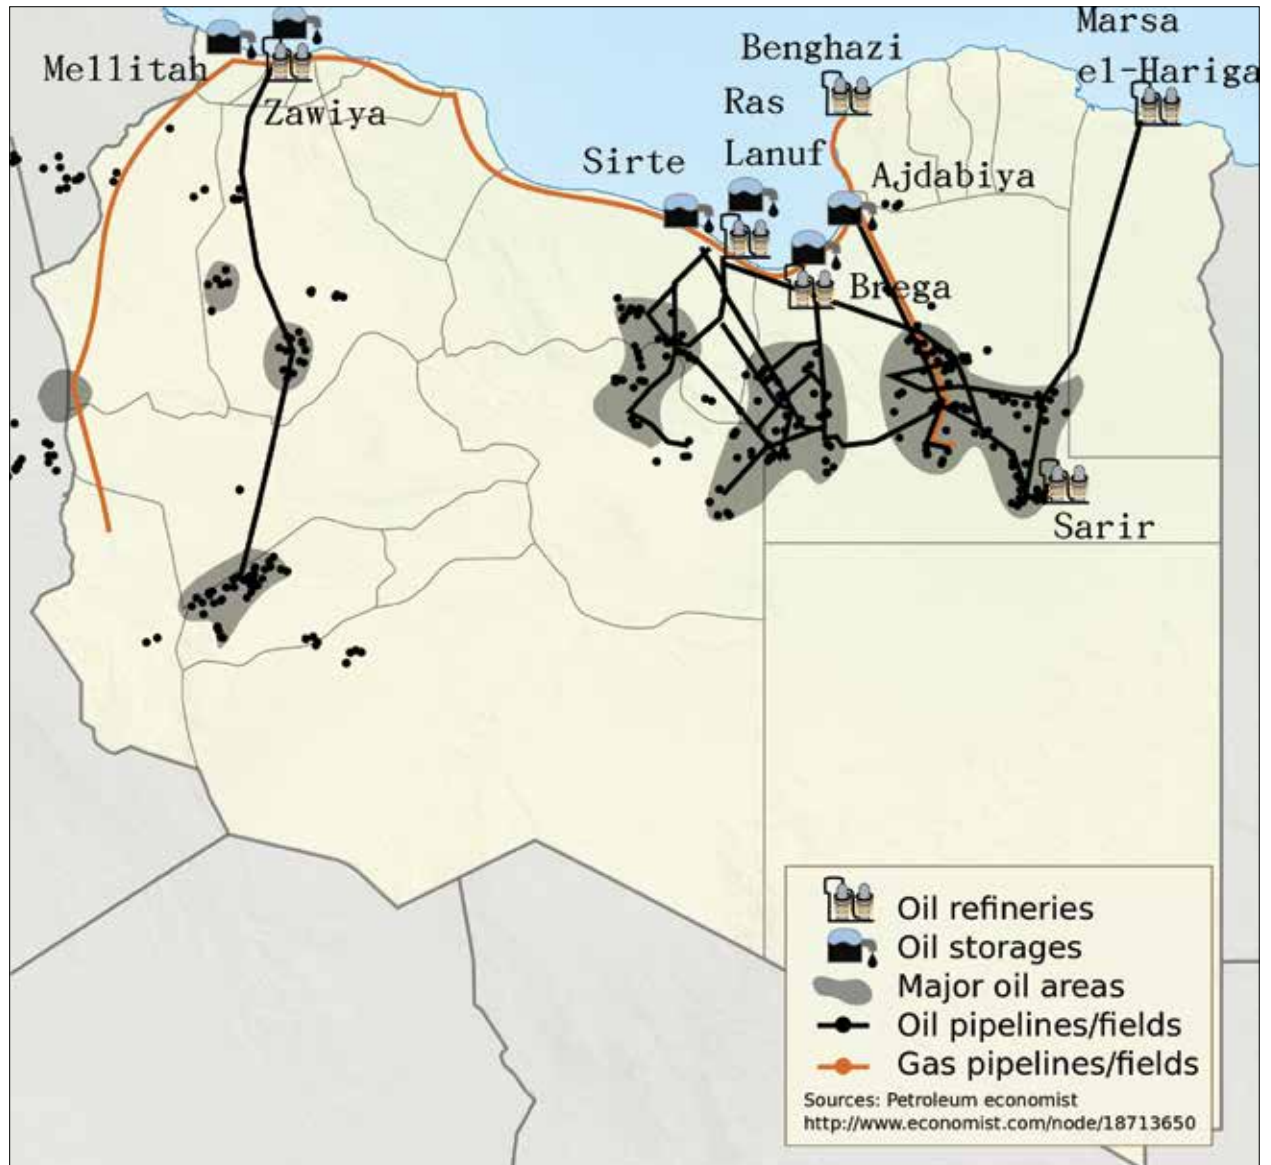 Marsa
el-Hariga
Benghazi
Mellitah
Ras
Lanuf
Zawiya
Sirte
Ajdabiya
Brega
Sarir
Oil refineries
Oil storages
Major oil areas
Oil pipelines/fields
Gas pipelines/fields
Sources: Petroleum economist
http://www.economist.com/node/18713650